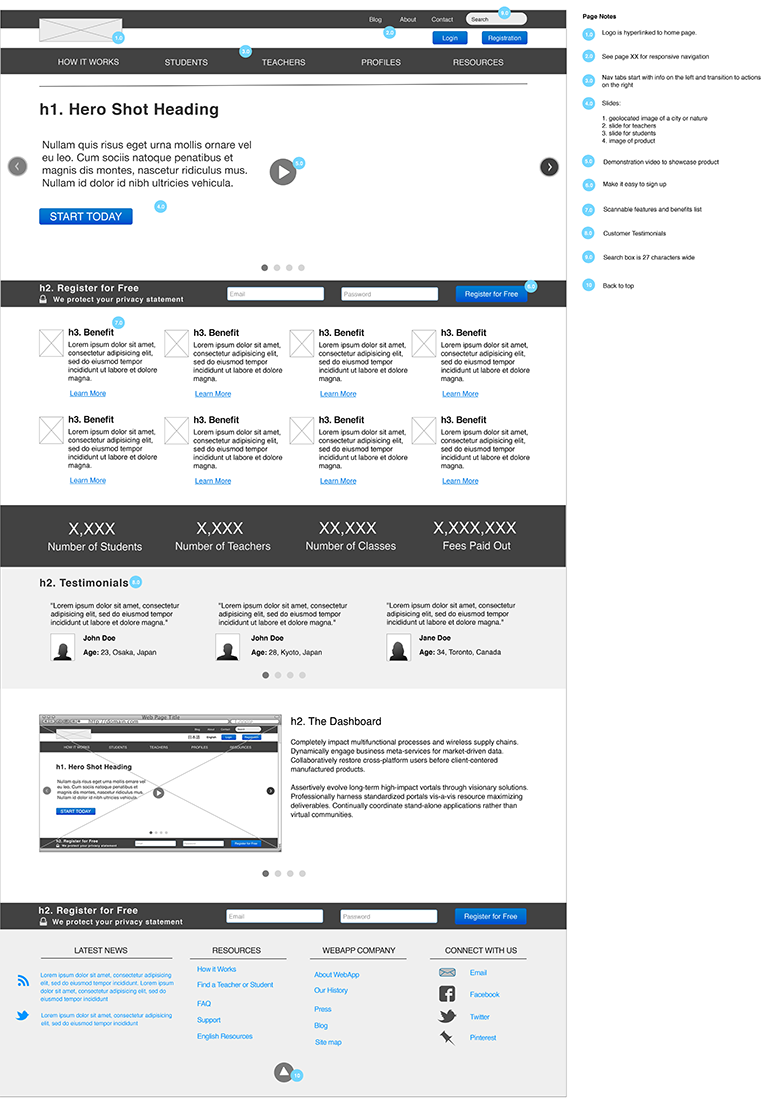 Blog About Contact Search 9.0
1.0 2.0
Login Registration
3.0
HOW IT WORKS STUDENTS TEACHERS PROFILES RESOURCES
h1. Hero Shot Heading
Nullam quis risus eget urna mollis ornare vel
eu leo. Cum sociis natoque penatibus et
magnis dis montes, nascetur ridiculus mus.
Nullam id dolor id nibh ultricies vehicula.
5.0
START TODAY 4.0
h2. Register for Free
We protect your privacy statement
Email Password Register for Free 6.0
7.0
h3. Benefit
Lorem ipsum dolor sit amet,
consectetur adipisicing elit,
sed do eiusmod tempor
incididunt ut labore et dolore
magna.
Learn More
h3. Benefit
Lorem ipsum dolor sit amet,
consectetur adipisicing elit,
sed do eiusmod tempor
incididunt ut labore et dolore
magna.
Learn More
h3. Benefit
Lorem ipsum dolor sit amet,
consectetur adipisicing elit,
sed do eiusmod tempor
incididunt ut labore et dolore
magna.
Learn More
h3. Benefit
Lorem ipsum dolor sit amet,
consectetur adipisicing elit,
sed do eiusmod tempor
incididunt ut labore et dolore
magna.
Learn More
h3. Benefit
Lorem ipsum dolor sit amet,
consectetur adipisicing elit,
sed do eiusmod tempor
incididunt ut labore et dolore
magna.
Learn More
h3. Benefit
Lorem ipsum dolor sit amet,
consectetur adipisicing elit,
sed do eiusmod tempor
incididunt ut labore et dolore
magna.
Learn More
h3. Benefit
Lorem ipsum dolor sit amet,
consectetur adipisicing elit,
sed do eiusmod tempor
incididunt ut labore et dolore
magna.
Learn More
h3. Benefit
Lorem ipsum dolor sit amet,
consectetur adipisicing elit,
sed do eiusmod tempor
incididunt ut labore et dolore
magna.
Learn More
X,XXX X,XXX XX,XXX X,XXX,XXX
Number of Students Number of Teachers Number of Classes Fees Paid Out
h2. Testimonials 8.0
"Lorem ipsum dolor sit amet, consectetur
adipisicing elit, sed do eiusmod tempor
incididunt ut labore et dolore magna."
John Doe
Age: 23, Osaka, Japan
"Lorem ipsum dolor sit amet, consectetur
adipisicing elit, sed do eiusmod tempor
incididunt ut labore et dolore magna."
John Doe
Age: 28, Kyoto, Japan
"Lorem ipsum dolor sit amet, consectetur
adipisicing elit, sed do eiusmod tempor
incididunt ut labore et dolore magna."
Jane Doe
Age: 34, Toronto, Canada
Web Page Title
http://domain.com
Blog About Contact Search
日本語 English Login
HOW IT WORKS STUDENTS TEACHERS PROFILES RESOURCES
h1. Hero Shot Heading
Nullam quis risus eget urna mollis ornare vel
eu leo. Cum sociis natoque penatibus et
magnis dis montes, nascetur ridiculus mus.
Nullam id dolor id nibh ultricies vehicula.
START TODAY
h2. Register for Free
We protect your privacy statement
Register for Free
h2. The Dashboard
Completely impact multifunctional processes and wireless supply chains.
Dynamically engage business meta-services for market-driven data.
Collaboratively restore cross-platform users before client-centered
manufactured products.
Assertively evolve long-term high-impact vortals through visionary solutions.
Professionally harness standardized portals vis-a-vis resource maximizing
deliverables. Continually coordinate stand-alone applications rather than
virtual communities.
h2. Register for Free
We protect your privacy statement
Email Password Register for Free
LATEST NEWS
Lorem ipsum dolor sit amet, consectetur adipisicing
elit, sed do eiusmod tempor incididunt. Lorem ipsum
dolor sit amet, consectetur adipisicing elit, sed do
eiusmod tempor incididunt
Lorem ipsum dolor sit amet, consectetur adipisicing
elit, sed do eiusmod tempor incididunt
RESOURCES
How it Works
Find a Teacher or Student
FAQ
Support
English Resources
WEBAPP COMPANY
About WebApp
Our History
Press
Blog
Site map
CONNECT WITH US
Email
Facebook
Twitter
Pinterest
10
Page Notes
1.0 Logo is hyperlinked to home page.
2.0 See page XX for responsive navigation
3.0 Nav tabs start with info on the left and transition to actions
on the right
4.0 Slides:
1. geolocated image of a city or nature
2. slide for teachers
3. slide for students
4. image of product
5.0 Demonstration video to showcase product
6.0 Make it easy to sign up
7.0 Scannable features and benefits list
8.0 Customer Testimonials
9.0 Search box is 27 characters wide
10 Back to top